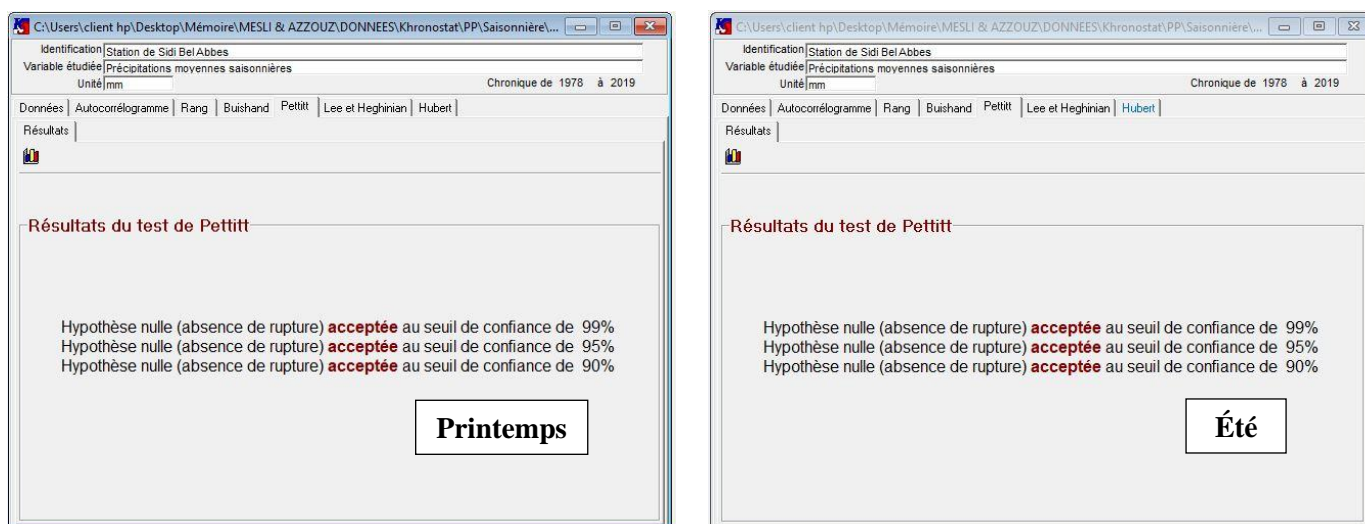 C:\Users\client hp\Desktop\Mémoire\MESLI & AZZOUZ\DONNEES\Khronostat\PP\Saisonnière\...
Identification Station de Sidi Bel Abbes
Variable étudiée Précipitations moyennes saisonnières
Unité mm Chronique de 1978 à 2019
Données Autocorrélogramme Rang Buishand Pettitt Lee et Heghinian Hubert
Résultats
Résultats du test de Pettitt
Hypothèse nulle (absence de rupture) acceptée au seuil de confiance de 99%
Hypothèse nulle (absence de rupture) acceptée au seuil de confiance de 95%
Hypothèse nulle (absence de rupture) acceptée au seuil de confiance de 90%
Printemps
C:\Users\client hp\Desktop\Mémoire\MESLI & AZZOUZ\DONNEES\Khronostat\PP\Saisonnière\...
Identification Station de Sidi Bel Abbes
Variable étudiée Précipitations moyennes saisonnières
Unité mm Chronique de 1978 à 2019
Données Autocorrélogramme Rang Buishand Pettitt Lee et Heghinian Hubert
Résultats
Résultats du test de Pettitt
Hypothèse nulle (absence de rupture) acceptée au seuil de confiance de 99%
Hypothèse nulle (absence de rupture) acceptée au seuil de confiance de 95%
Hypothèse nulle (absence de rupture) acceptée au seuil de confiance de 90%
Été